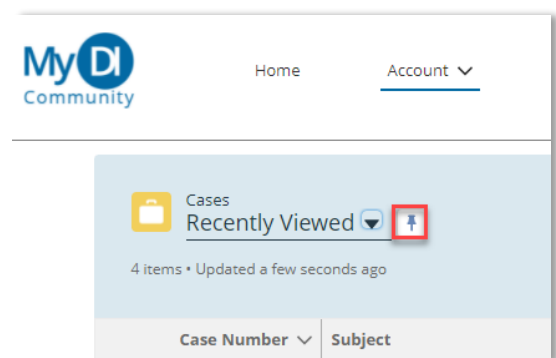 My DI
Community
Home
Account
Cases
Recently Viewed
4 items • Updated a few seconds ago
Case Number
Subject